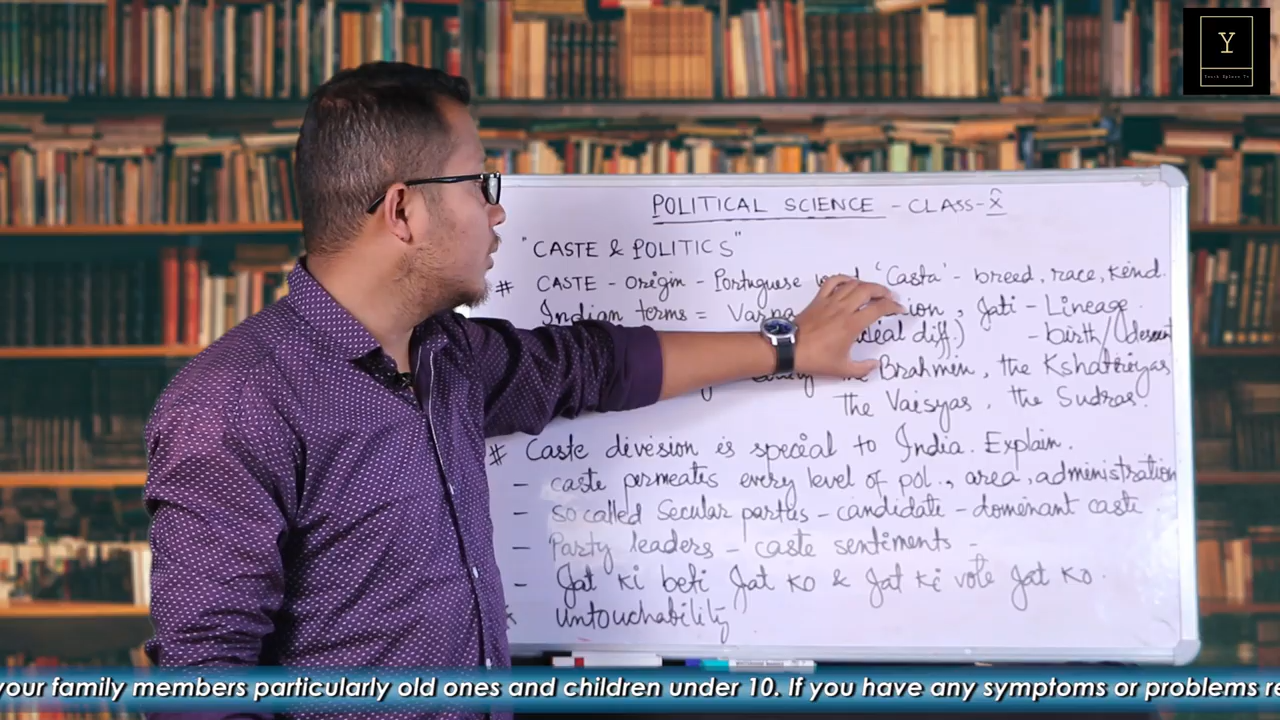 Y
POLITICAL SCIENCE - CLASS - X
"CASTE & POLITICS"
# CASTE - Origin - Portuguese 'Casta' - breed, race, kind.
Indian terms = Varna , Jati - Lineage
diff.) - birth/descent
Brahmin, the Kshatriyas
the Vaisyas, the Sudras.
# Caste division is special to India. Explain.
- caste permeates every level of pol., area, administration
- so called Secular parties - candidate - dominant caste
- Party leaders - caste sentiments -
- Jat ki beti Jat ko & Jat ki vote Jat ko.
Untouchability
your family members particularly old ones and children under 10. If you have any symptoms or problems re